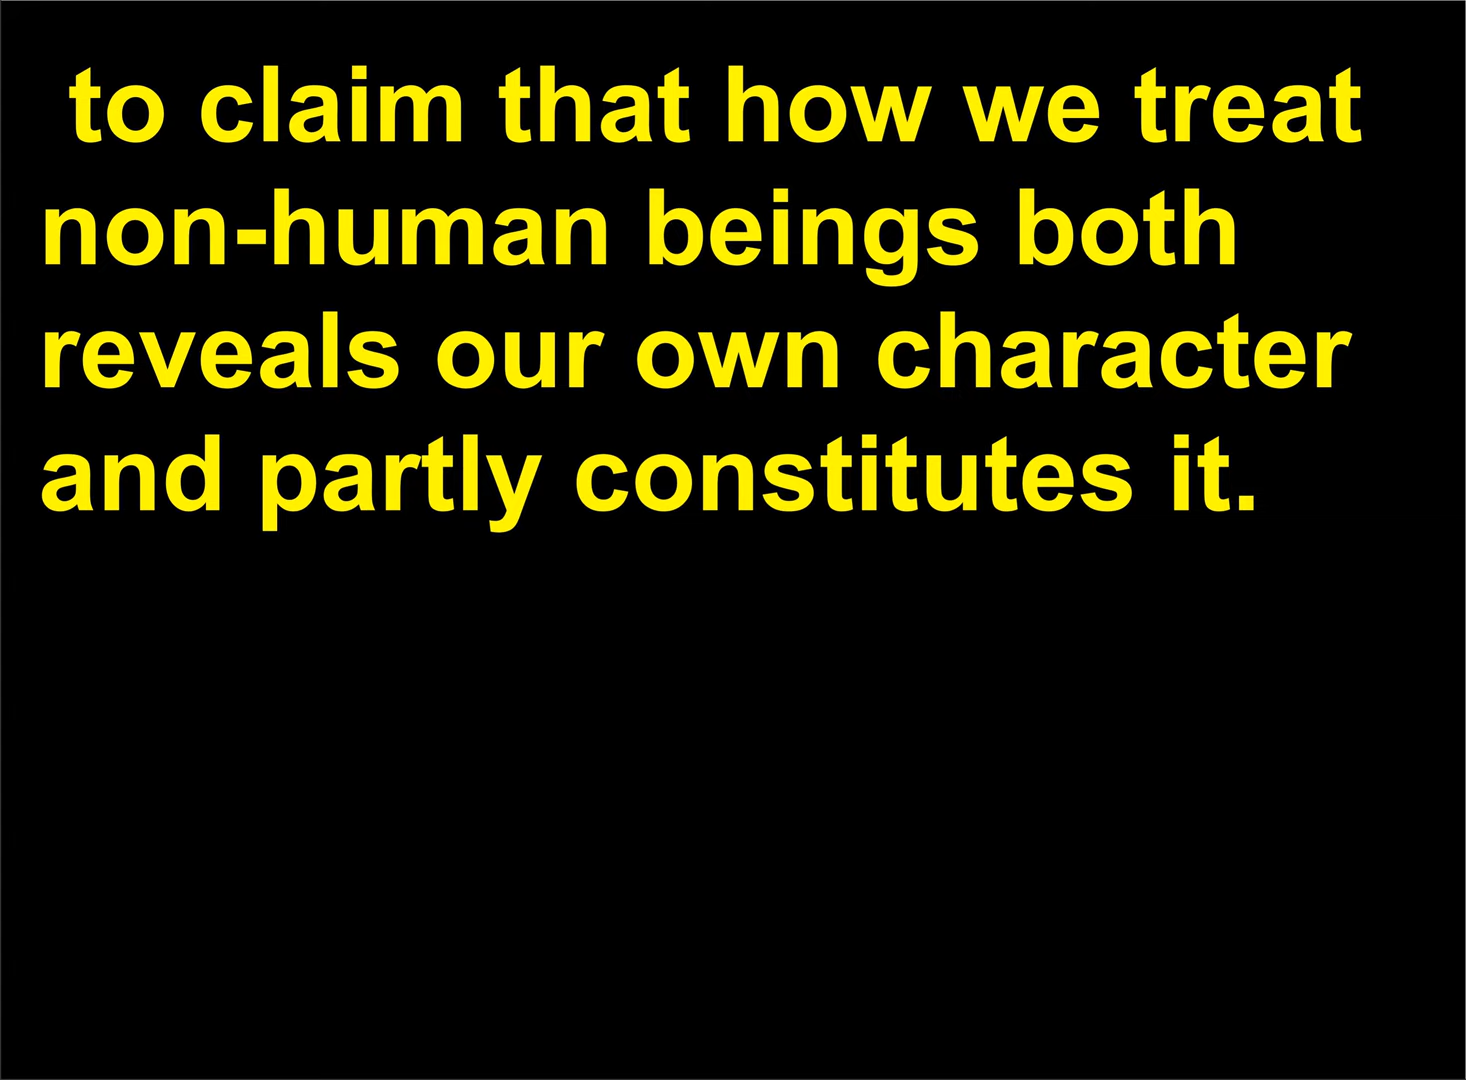 to claim that how we treat
non-human beings both
reveals our own character
and partly constitutes it.